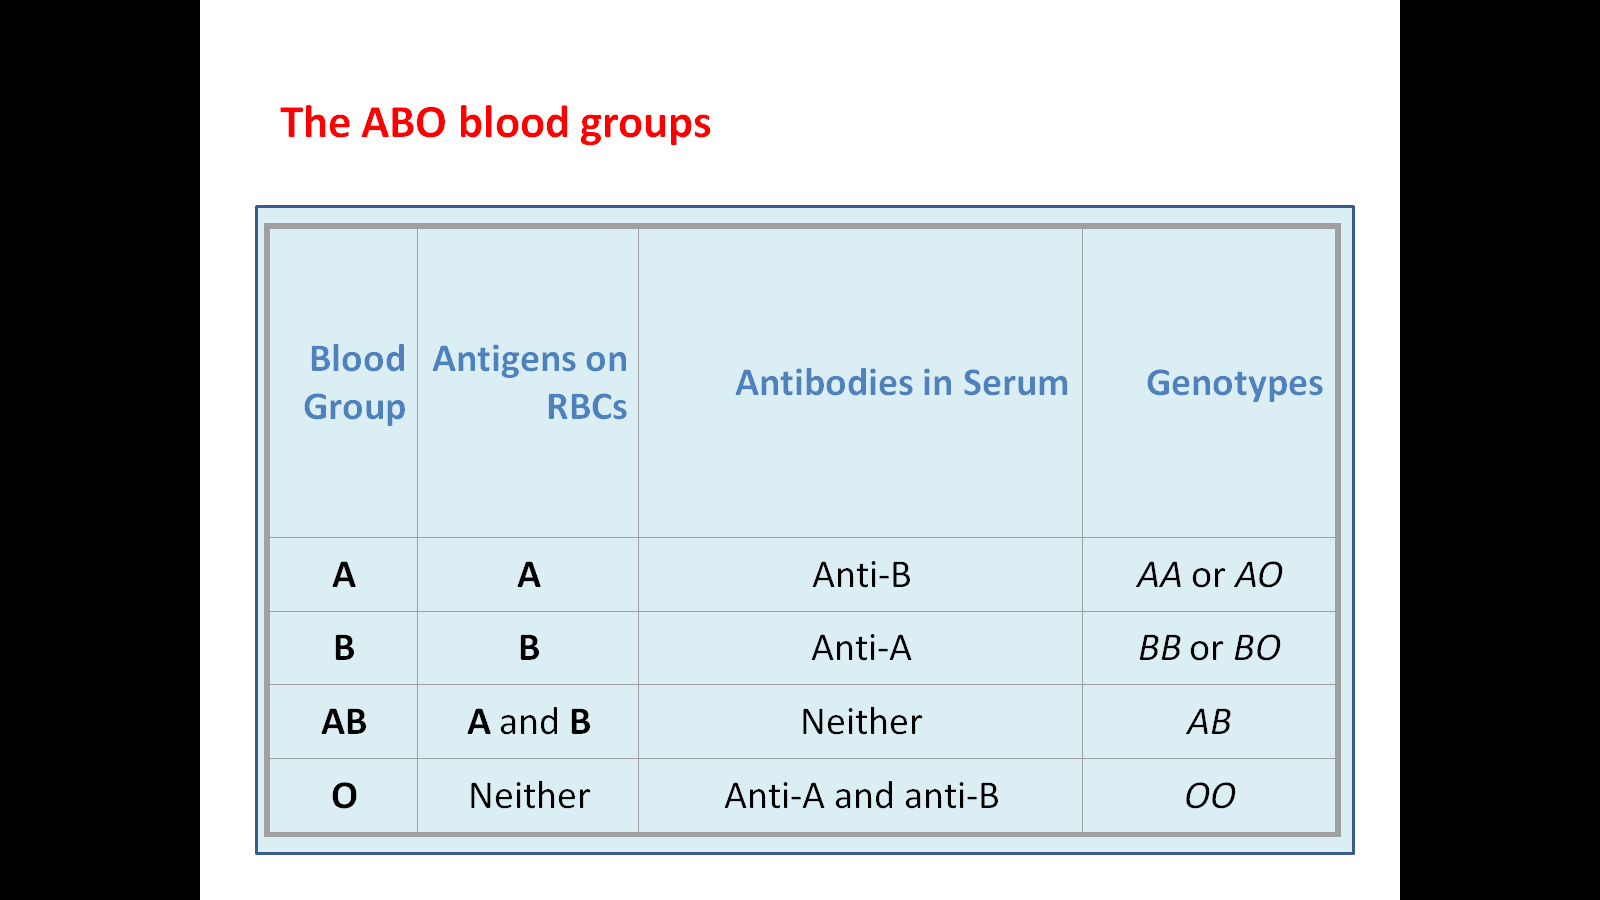 The ABO blood groups
Blood Group Antigens on RBCs Antibodies in Serum Genotypes
A A Anti-B AA or AO
B B Anti-A BB or BO
AB A and B Neither AB
O Neither Anti-A and anti-B OO